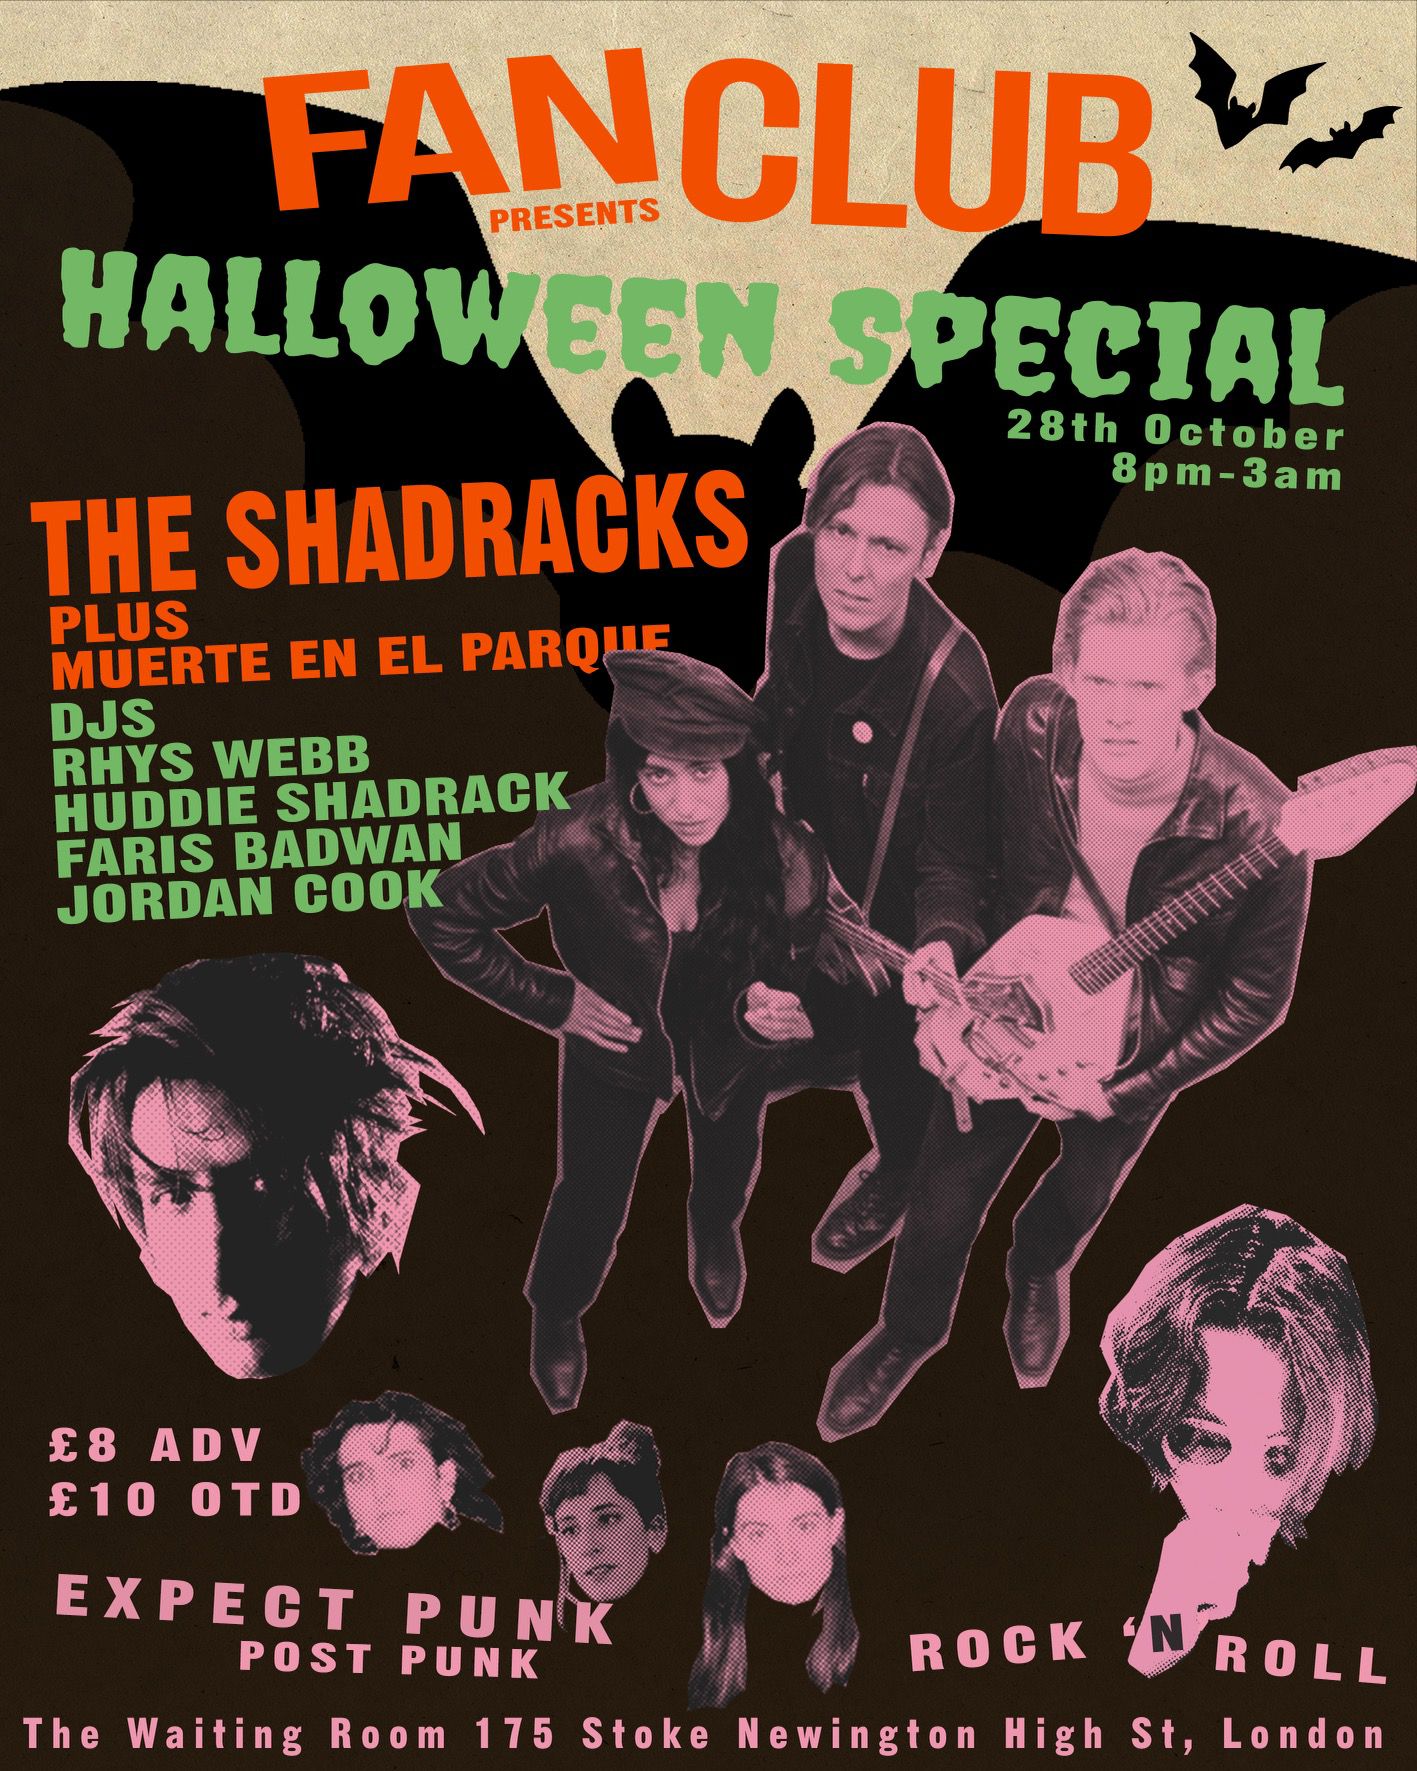 FAN CLUB
PRESENTS
HALLOWEEN SPECIAL
28th October
8pm-3am
THE SHADRACKS
PLUS
MUERTE EN EL PARQUE
DJS
RHYS WEBB
HUDDIE SHADRACK
FARIS BADWAN
JORDAN COOK
£8 ADV
£10 OTD
EXPECT PUNK
POST PUNK
ROCK ‘N ROLL
The Waiting Room 175 Stoke Newington High St, London